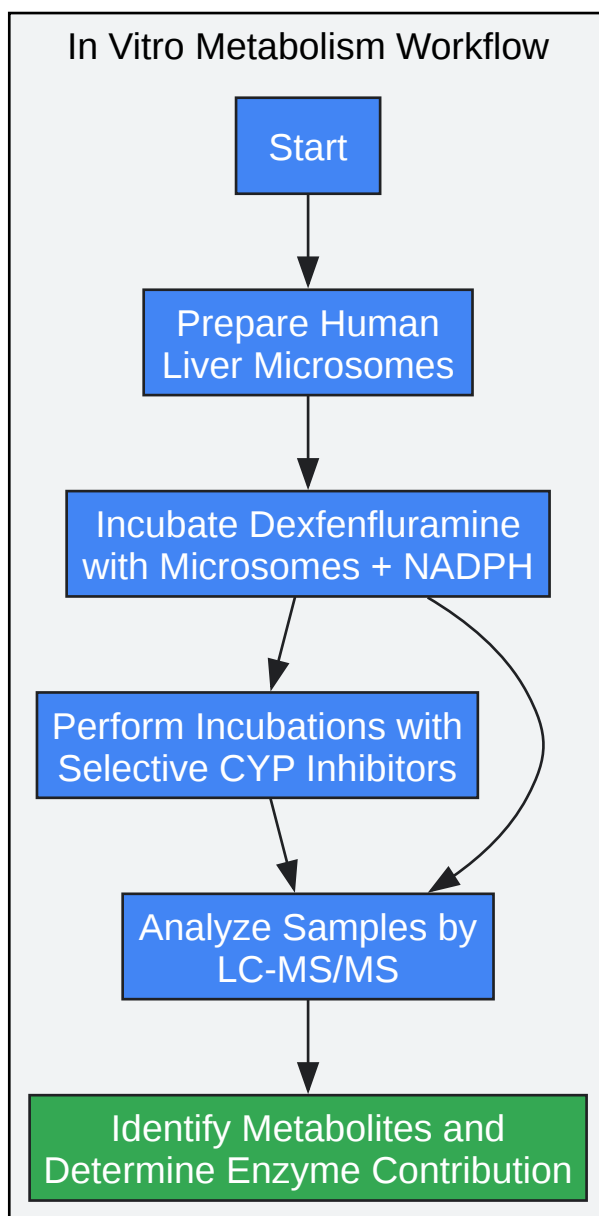 In Vitro Metabolism Workflow
Start
Prepare Human
Liver Microsomes
Incubate Dexfenfluramine
with Microsomes + NADPH
Perform Incubations with
Selective CYP Inhibitors
Analyze Samples by
LC-MS/MS
Identify Metabolites and
Determine Enzyme Contribution